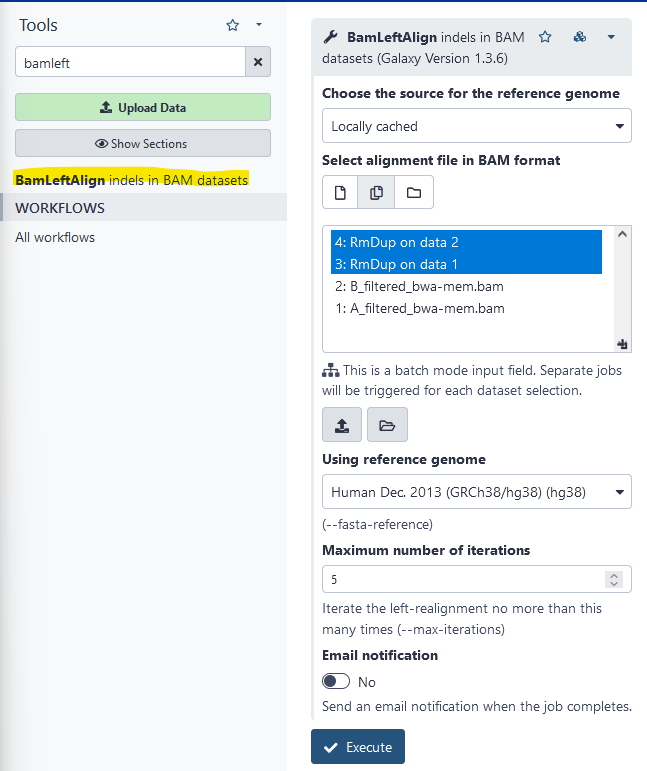 Tools
bamleft
Upload Data
Show Sections
BamLeftAlign indels in BAM datasets
WORKFLOWS
All workflows
BamLeftAlign indels in BAM
datasets (Galaxy Version 1.3.6)
Choose the source for the reference genome
Locally cached
Select alignment file in BAM format
4: RmDup on data 2
3: RmDup on data 1
2: B_filtered_bwa-mem.bam
1: A_filtered_bwa-mem.bam
This is a batch mode input field. Separate jobs
will be triggered for each dataset selection.
Using reference genome
Human Dec. 2013 (GRCh38/hg38) (hg38)
(--fasta-reference)
Maximum number of iterations
5
Iterate the left-realignment no more than this
many times (--max-iterations)
Email notification
No
Send an email notification when the job completes.
Execute